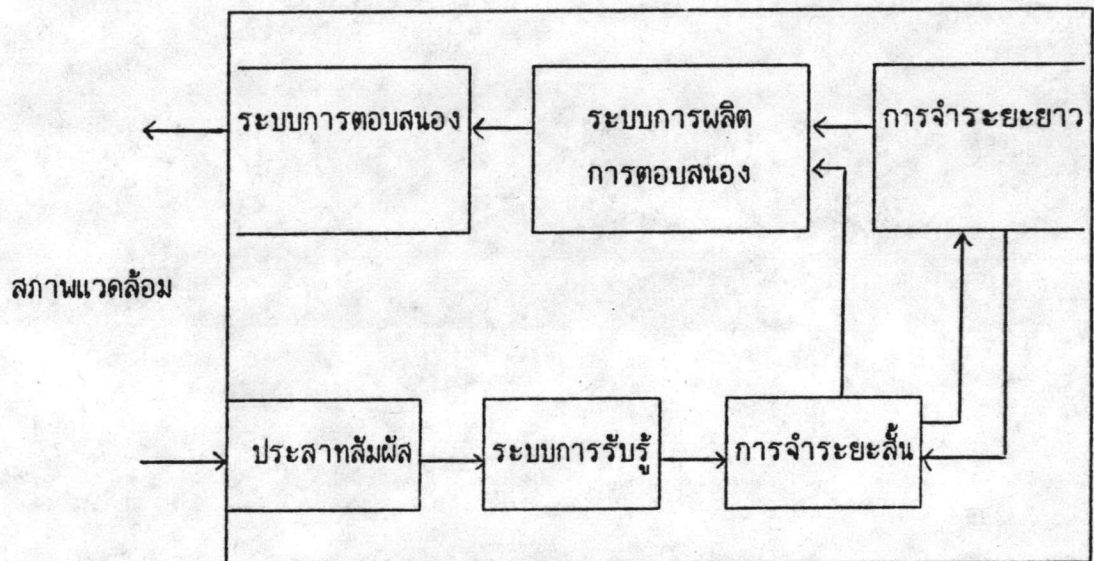 ระบบการตอบสนอง
ระบบการผลิต
การตอบสนอง
การจำระยะยาว
สภาพแวดล้อม
ประสาทสัมผัส
ระบบการรับรู้
การจำระยะสั้น